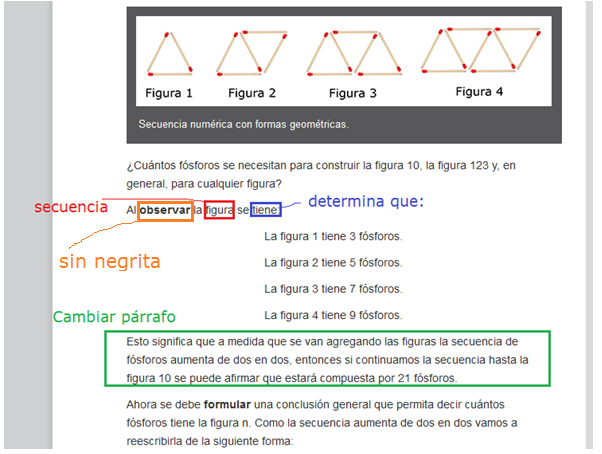 Figura 1 Figura 2 Figura 3 Figura 4
Secuencia numérica con formas geométricas.
¿Cuántos fósforos se necesitan para construir la figura 10, la figura 123 y, en
general, para cualquier figura?
secuencia
determina que:
Al observar la figura se tiene:
sin negrita
La figura 1 tiene 3 fósforos.
La figura 2 tiene 5 fósforos.
La figura 3 tiene 7 fósforos.
La figura 4 tiene 9 fósforos.
Cambiar párrafo
Esto significa que a medida que se van agregando las figuras la secuencia de
fósforos aumenta de dos en dos, entonces si continuamos la secuencia hasta la
figura 10 se puede afirmar que estará compuesta por 21 fósforos.
Ahora se debe formular una conclusión general que permita decir cuántos
fósforos tiene la figura n. Como la secuencia aumenta de dos en dos vamos a
reescribirla de la siguiente forma: